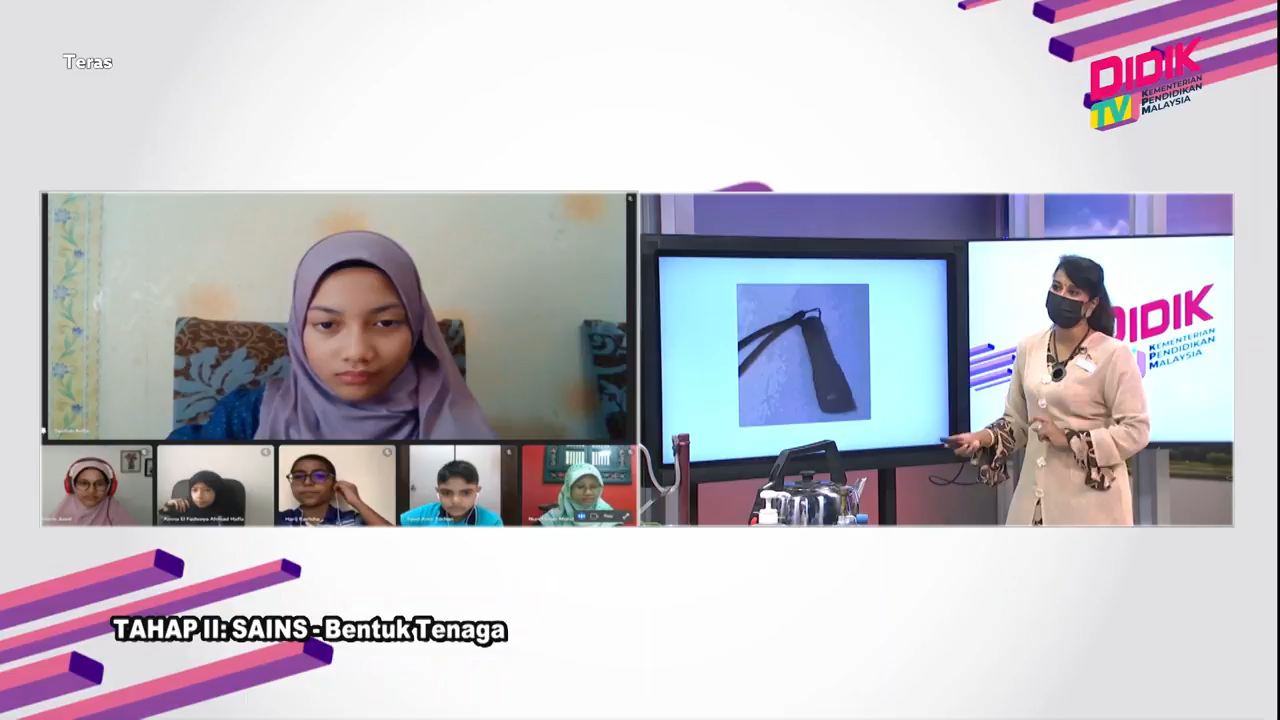 Teras
DIDIK
TV
KEMENTERIAN
PENDIDIKAN
MALAYSIA
DIDIK
KEMENTERIAN
PENDIDIKAN
MALAYSIA
TAHAP II: SAINS - Bentuk Tenaga